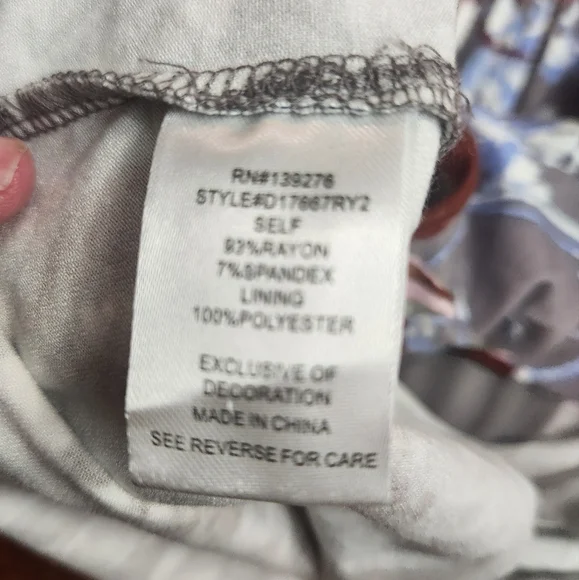 RN#139276
STYLE#D17667RY2
SELF
93%RAYON
7%SPANDEX
LINING
100%POLYESTER
EXCLUSIVE OF
DECORATION
MADE IN CHINA
SEE REVERSE FOR CARE